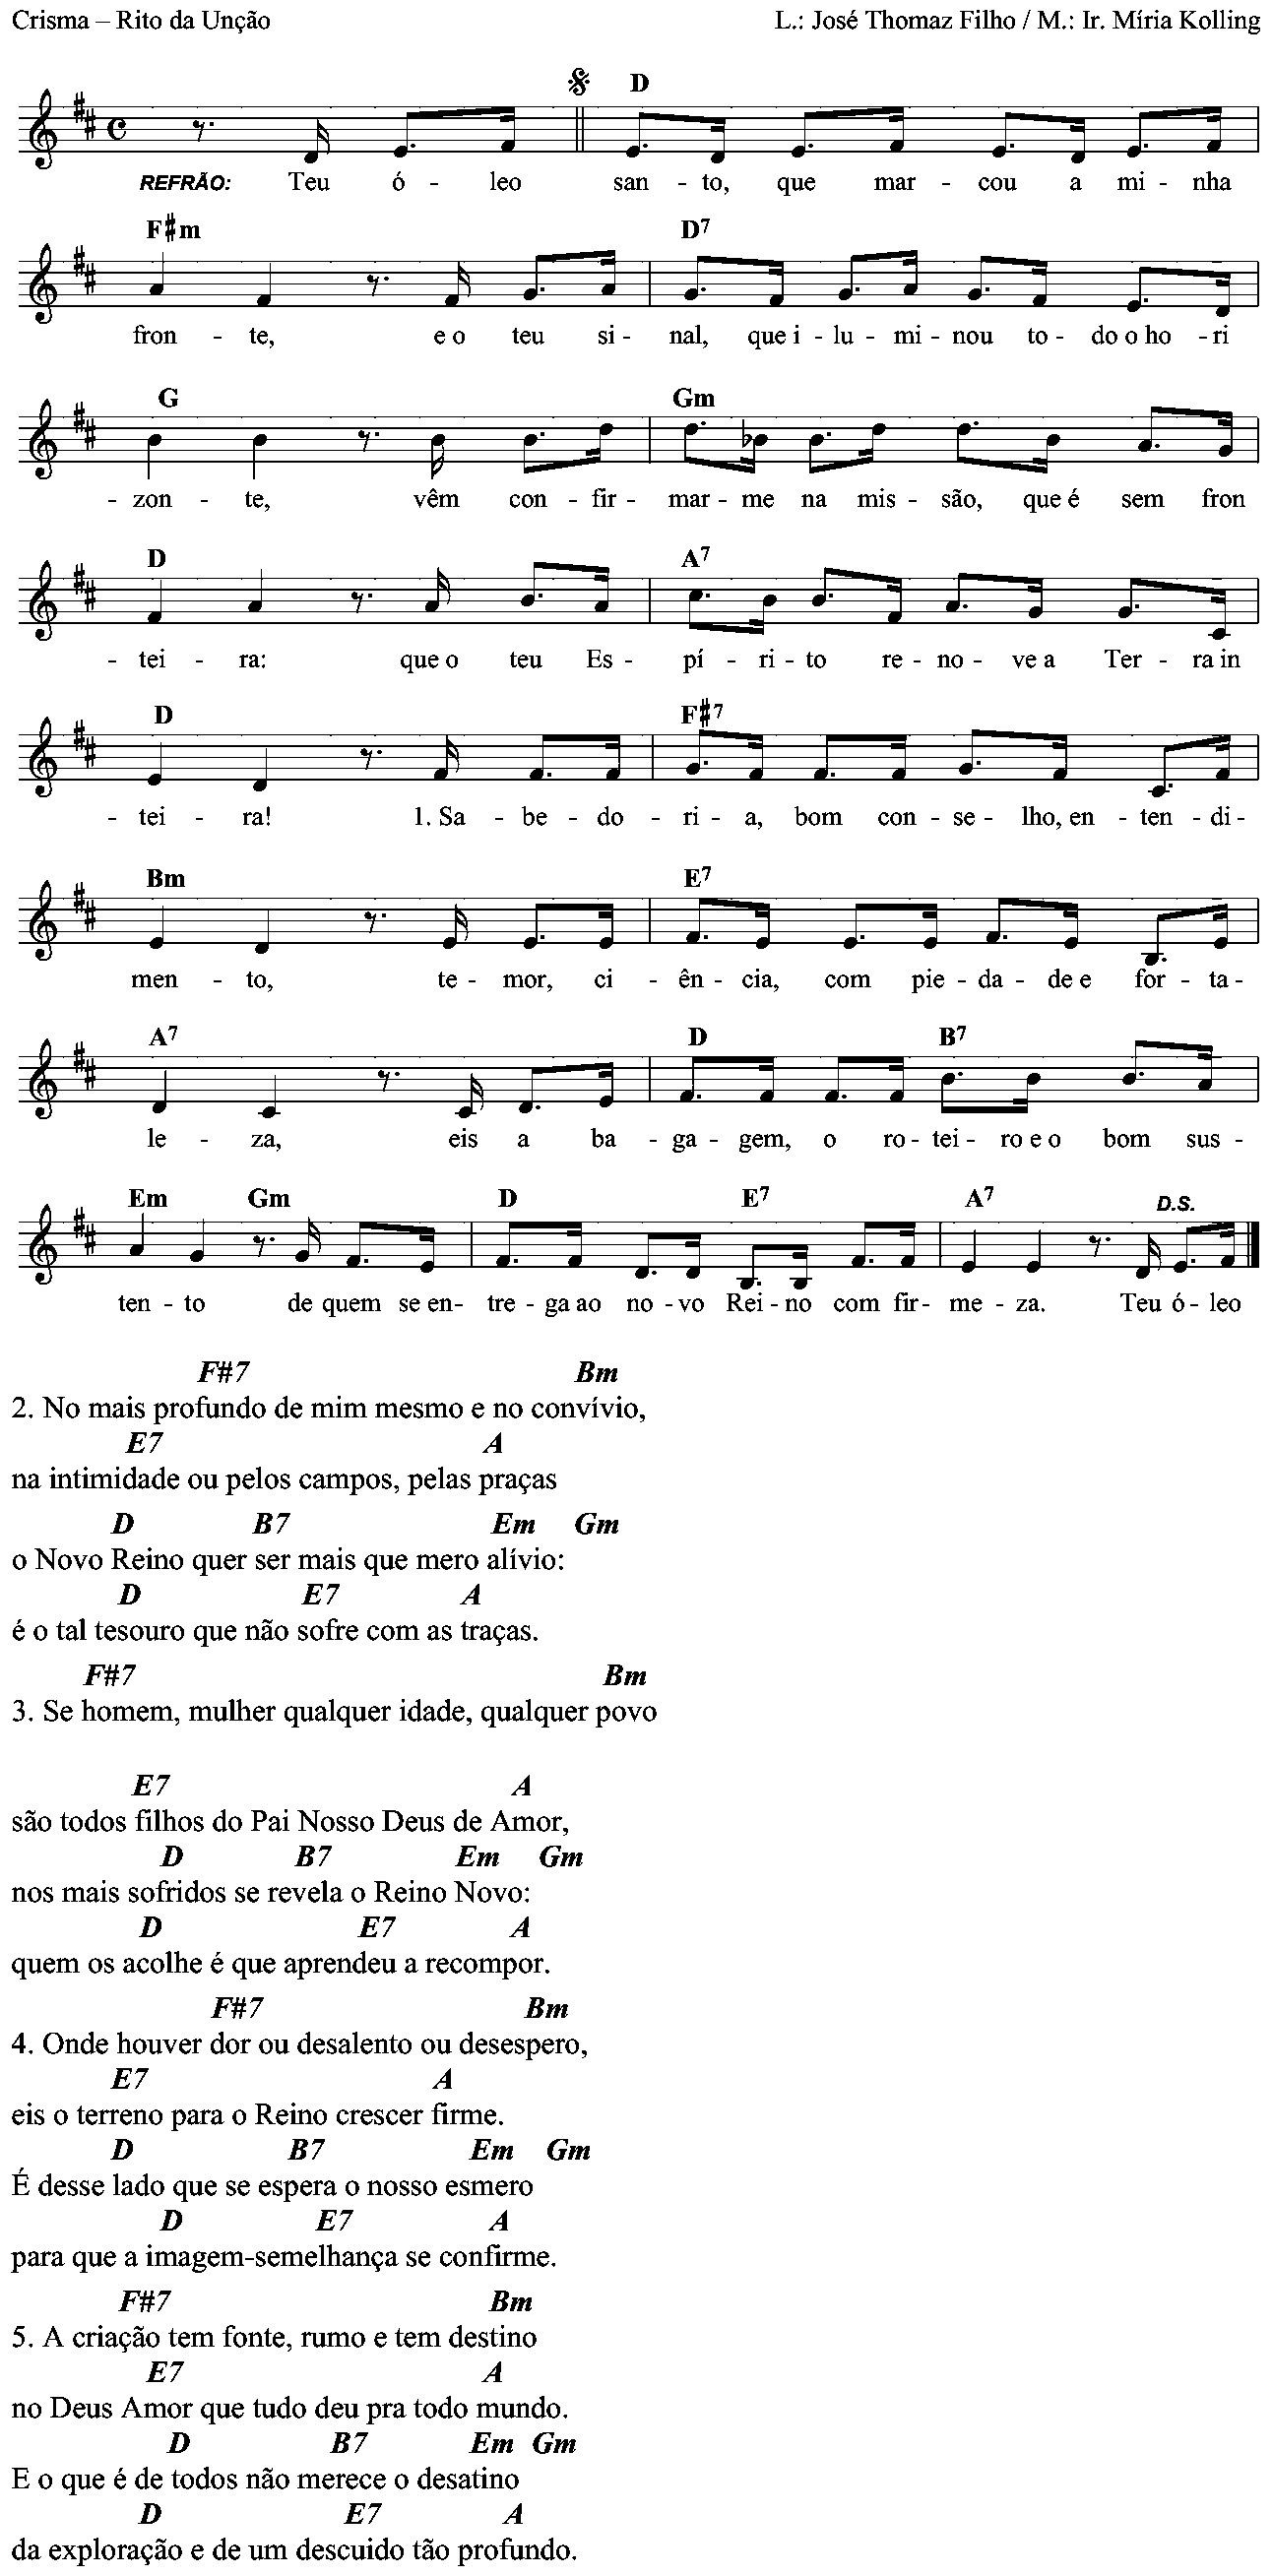 Crisma – Rito da Unção
L.: José Thomaz Filho / M.: Ir. Míria Kolling
D
REFRÃO: Teu ó - leo san - to, que mar - cou a mi - nha
F#m D7
fron - te, e o teu si - nal, que i - lu - mi - nou to - do o ho - ri
G Gm
- zon - te, vêm con - fir - mar - me na mis - são, que é sem fron
D A7
- tei - ra: que o teu Es - pí - ri - to re - no - ve a Ter - ra in
D F#7
- tei - ra! 1. Sa - be - do - ri - a, bom con - se - lho, en - ten - di -
Bm E7
men - to, te - mor, ci - ên - cia, com pie - da - de e for - ta -
A7 D B7
le - za, eis a ba - ga - gem, o ro - tei - ro e o bom sus -
Em Gm D E7 A7 D.S.
ten - to de quem se en - tre - ga ao no - vo Rei - no com fir - me - za. Teu ó - leo
F#7 Bm
2. No mais profundo de mim mesmo e no convívio,
E7 A
na intimidade ou pelos campos, pelas praças
D B7 Em Gm
o Novo Reino quer ser mais que mero alívio:
D E7 A
é o tal tesouro que não sofre com as traças.
F#7 Bm
3. Se homem, mulher qualquer idade, qualquer povo
E7 A
são todos filhos do Pai Nosso Deus de Amor,
D B7 Em Gm
nos mais sofridos se revela o Reino Novo:
D E7 A
quem os acolhe é que aprendeu a recompor.
F#7 Bm
4. Onde houver dor ou desalento ou desespero,
E7 A
eis o terreno para o Reino crescer firme.
D B7 Em Gm
É desse lado que se espera o nosso esmero
D E7 A
para que a imagem-semelhança se confirme.
F#7 Bm
5. A criação tem fonte, rumo e tem destino
E7 A
no Deus Amor que tudo deu pra todo mundo.
D B7 Em Gm
E o que é de todos não merece o desatino
D E7 A
da exploração e de um descuido tão profundo.